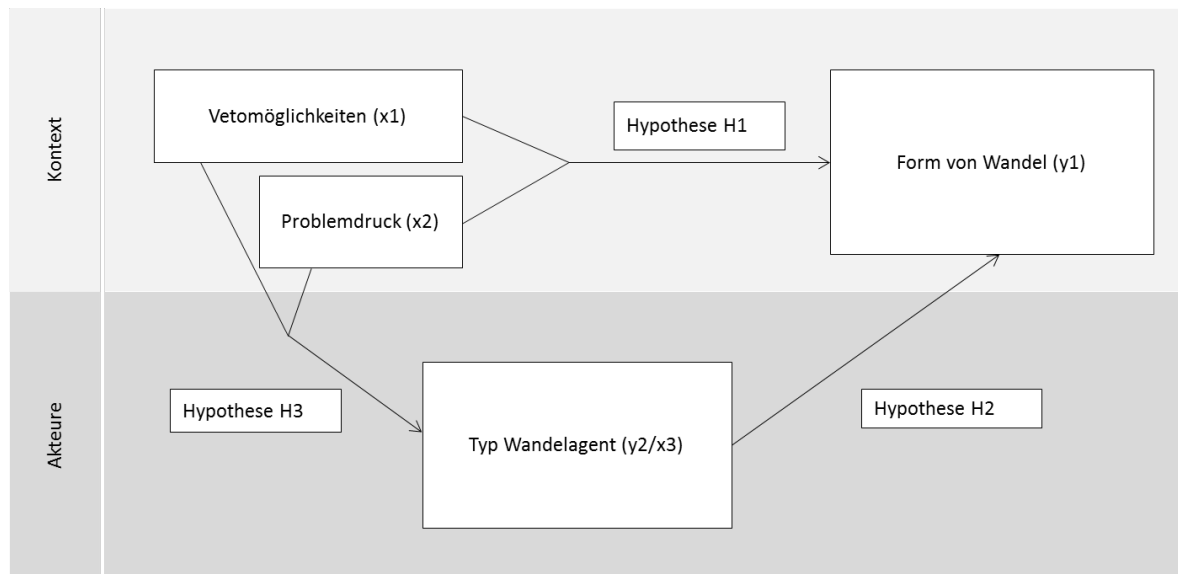 Kontext
Vetomöglichkeiten (x1)
Hypothese H1
Form von Wandel (y1)
Problemdruck (x2)
Akteure
Hypothese H3
Typ Wandelagent (y2/x3)
Hypothese H2